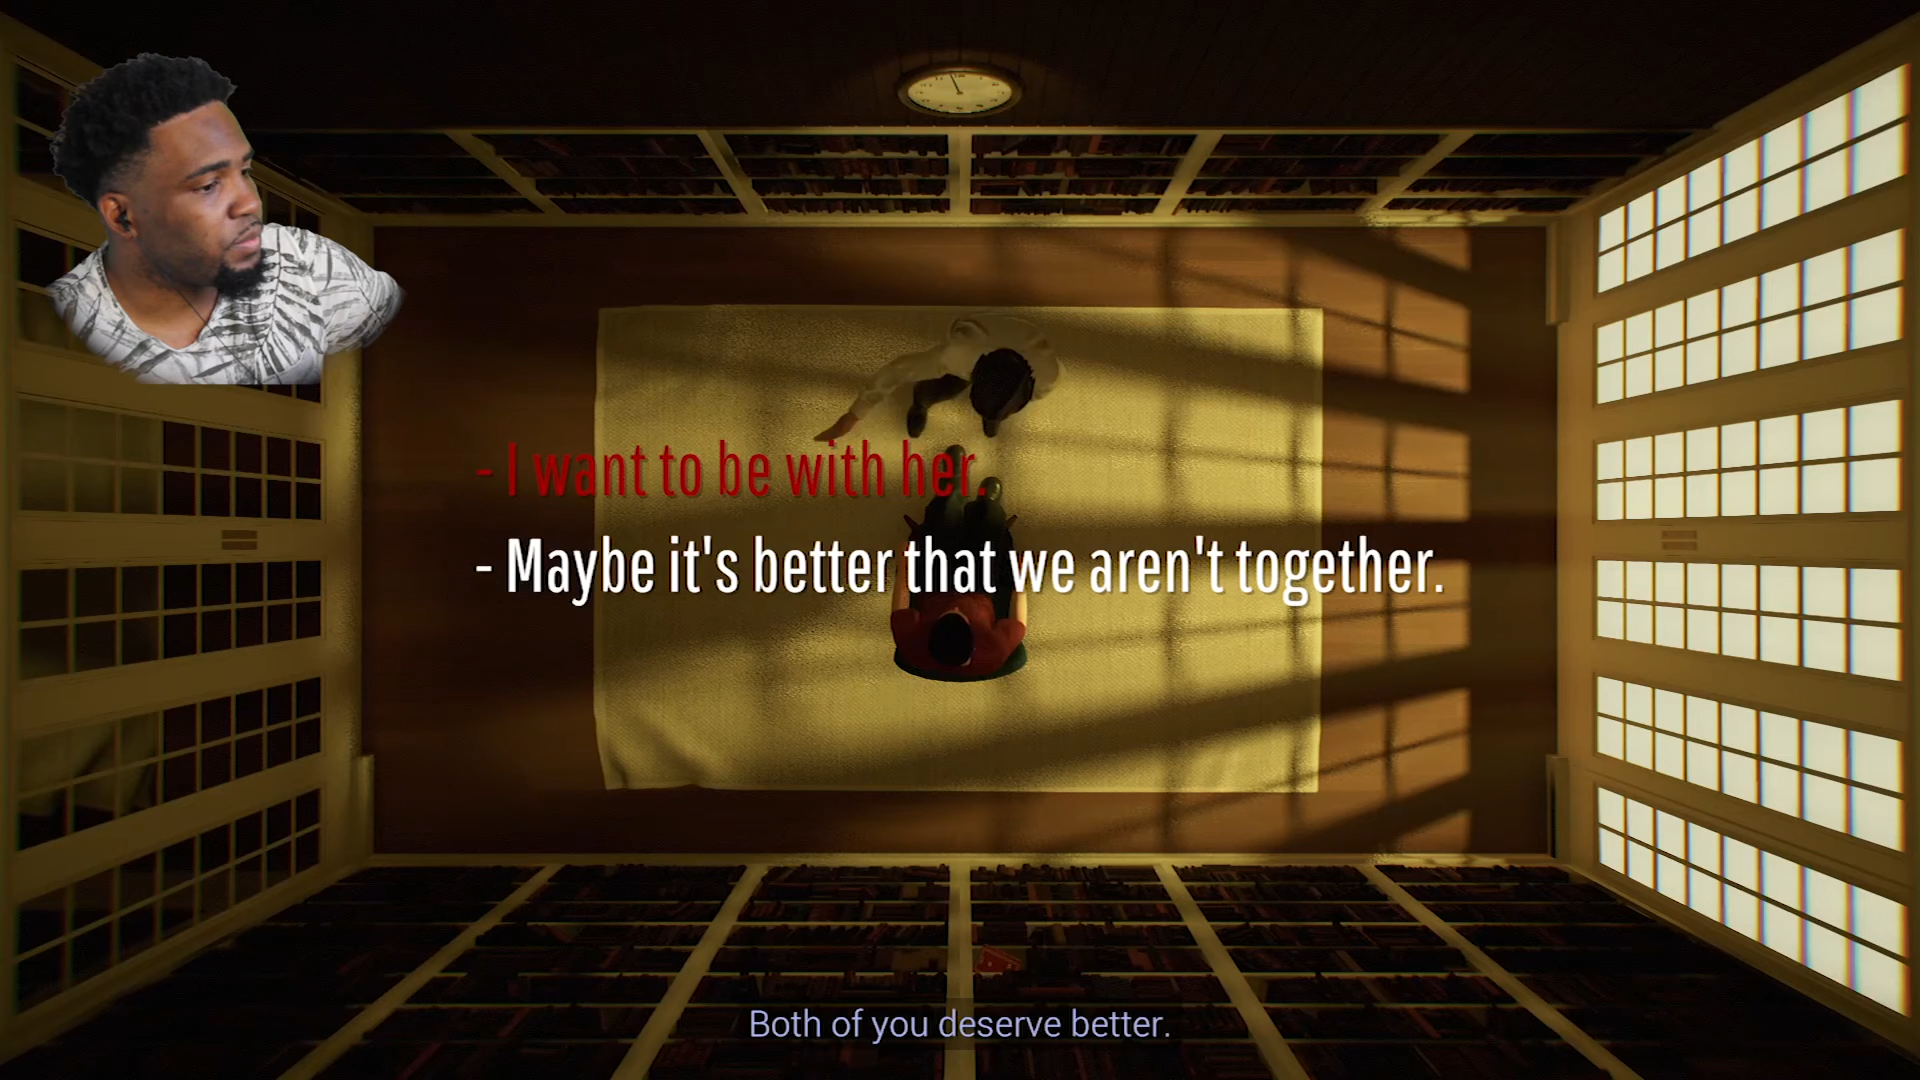 - I want to be with her.
- Maybe it's better that we aren't together.
Both of you deserve better.